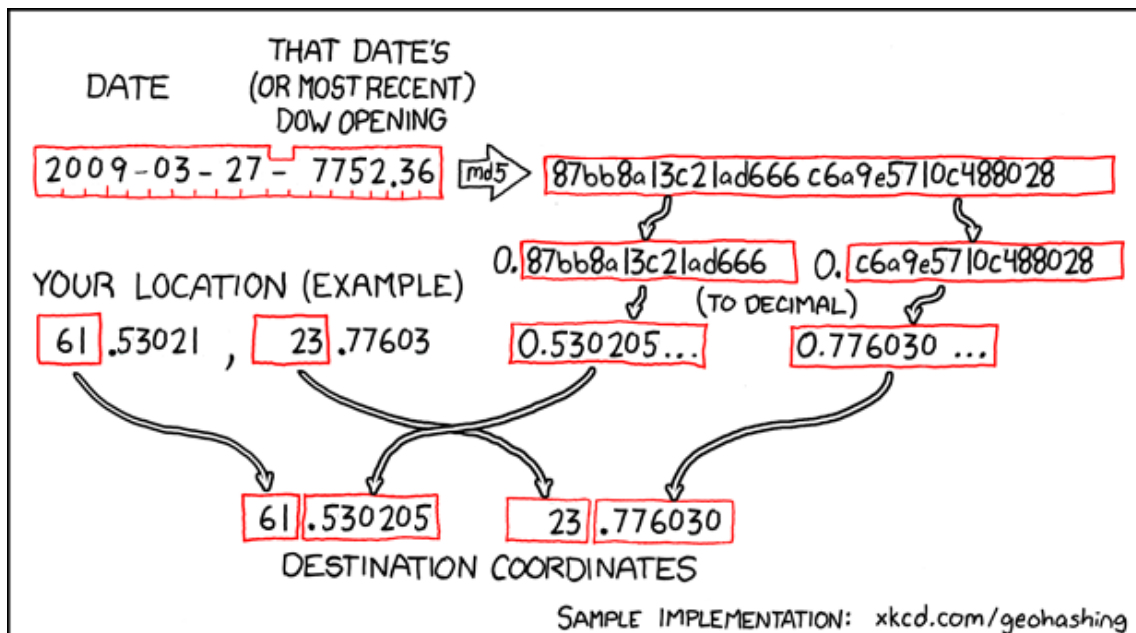 DATE
THAT DATE'S
(OR MOST RECENT)
DOW OPENING
2009-03-27-7752.36
md5
87bb8a13c21ad666c6a9e5710c488028
0.87bb8a13c21ad666
0.c6a9e5710c488028
(TO DECIMAL)
YOUR LOCATION (EXAMPLE)
61.53021, 23.77603
0.530205...
0.776030...
61.530205
23.776030
DESTINATION COORDINATES
SAMPLE IMPLEMENTATION: xkcd.com/geohashing